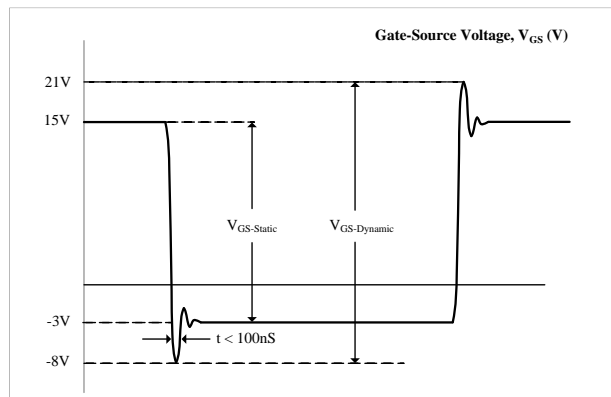 Gate-Source Voltage, VGS (V)
21V
15V
VGS-Static
VGS-Dynamic
-3V
t < 100nS
-8V